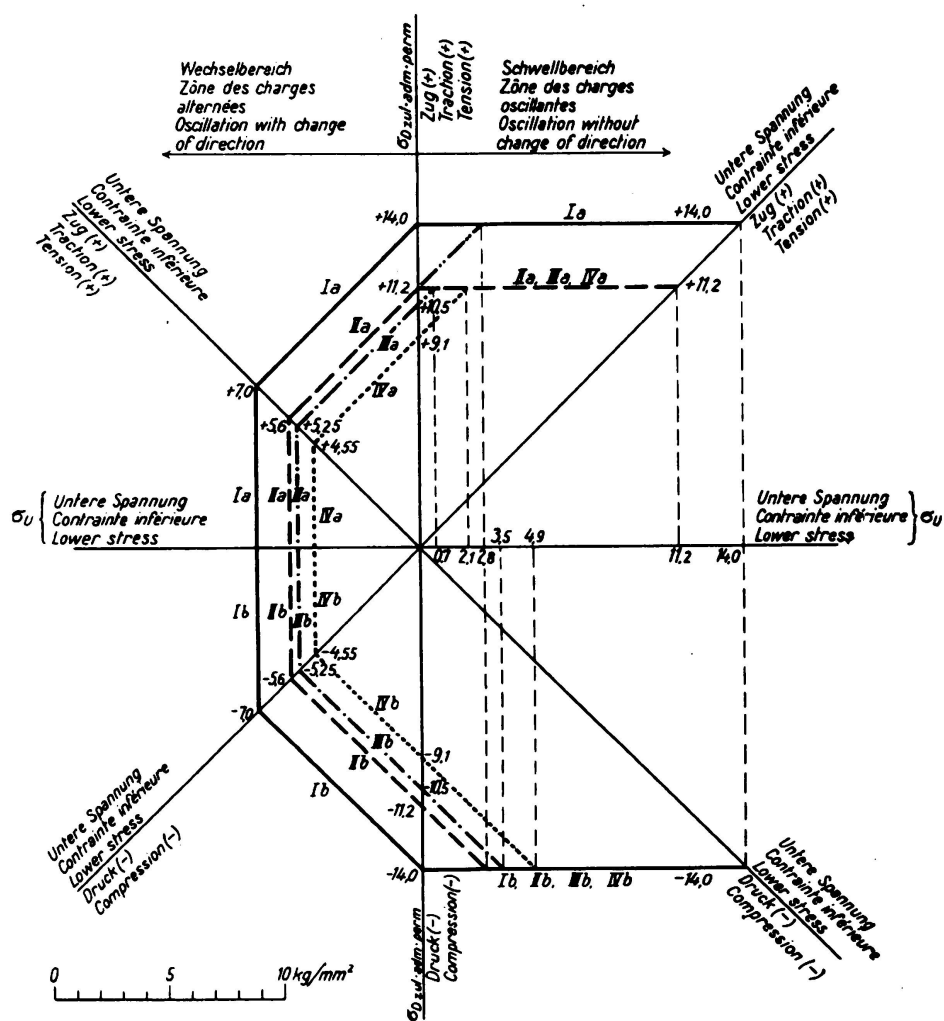 Wechselbereich
Zône des charges
alternées
Oscillation with change
of direction
σD zul·adm·perm
Zug (+)
Traction (+)
Tension (+)
Schwellbereich
Zône des charges
oscillantes
Oscillation without
change of direction
Untere Spannung
Contrainte inférieure
Lower stress
Zug (+)
Traction (+)
Tension (+)
Untere Spannung
Contrainte inférieure
Lower stress
Zug (+)
Traction (+)
Tension (+)
+14,0
Ia
+14,0
Ia
+11,2
IIa, IIIa, IVa
+11,2
+10,5
IIa
IIIa
+9,1
IVa
+7,0
+5,6
+5,25
+4,55
Ia
IIa
IIIa
IVa
σU { Untere Spannung
Contrainte inférieure
Lower stress
Untere Spannung } σU
Contrainte inférieure
Lower stress
3,5
4,9
0,7
2,1
2,8
11,2
14,0
Ib
IIb
IIIb
IVb
-4,55
-5,25
-5,6
-7,0
IVb
IIIb
IIb
Ib
-9,1
-10,5
-11,2
-14,0
Ib, IIb, IIIb, IVb
-14,0
Untere Spannung
Contrainte inférieure
Lower stress
Druck (-)
Compression (-)
Untere Spannung
Contrainte inférieure
Lower stress
Druck (-)
Compression (-)
σD zul·adm·perm
Druck (-)
Compression (-)
0
5
10 kg/mm²